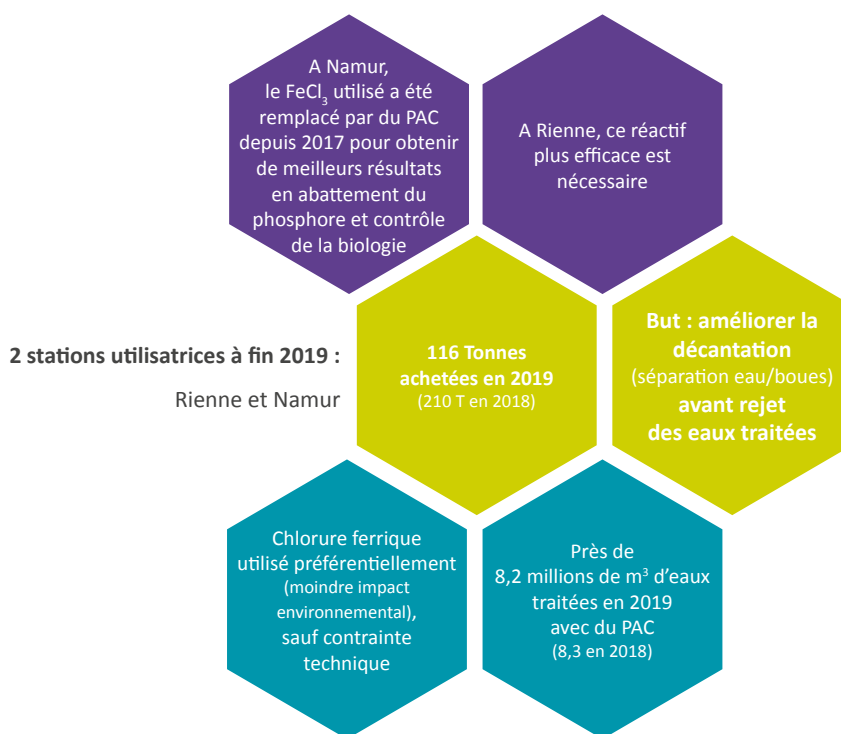 A Namur,
le FeCl₃ utilisé a été
remplacé par du PAC
depuis 2017 pour obtenir
de meilleurs résultats
en abattement du
phosphore et contrôle
de la biologie
A Rienne, ce réactif
plus efficace est
nécessaire
2 stations utilisatrices à fin 2019 :
Rienne et Namur
116 Tonnes
achetées en 2019
(210 T en 2018)
But : améliorer la
décantation
(séparation eau/boues)
avant rejet
des eaux traitées
Chlorure ferrique
utilisé préférentiellement
(moindre impact
environnemental),
sauf contrainte
technique
Près de
8,2 millions de m³ d’eaux
traitées en 2019
avec du PAC
(8,3 en 2018)